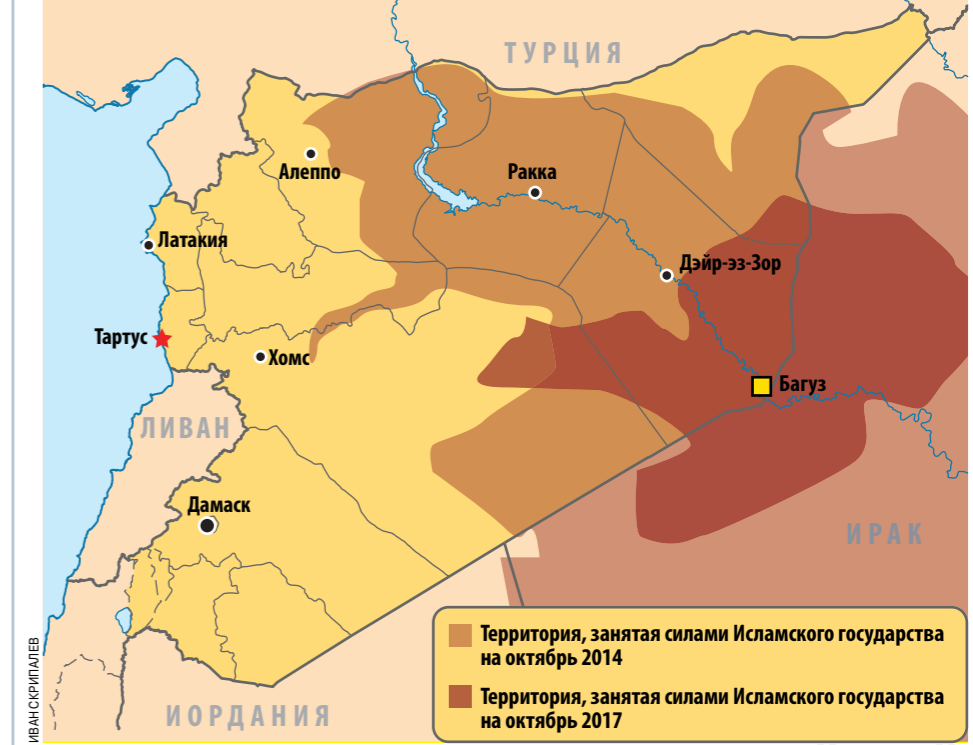 ТУРЦИЯ
Алеппо
Ракка
Латакия
Дэйр-эз-Зор
Тартус
Хомс
Багуз
ЛИВАН
Дамаск
ИРАК
ИОРДАНИЯ
Территория, занятая силами Исламского государства
на октябрь 2014
Территория, занятая силами Исламского государства
на октябрь 2017
ИВАН СКРИПАЛЕВ